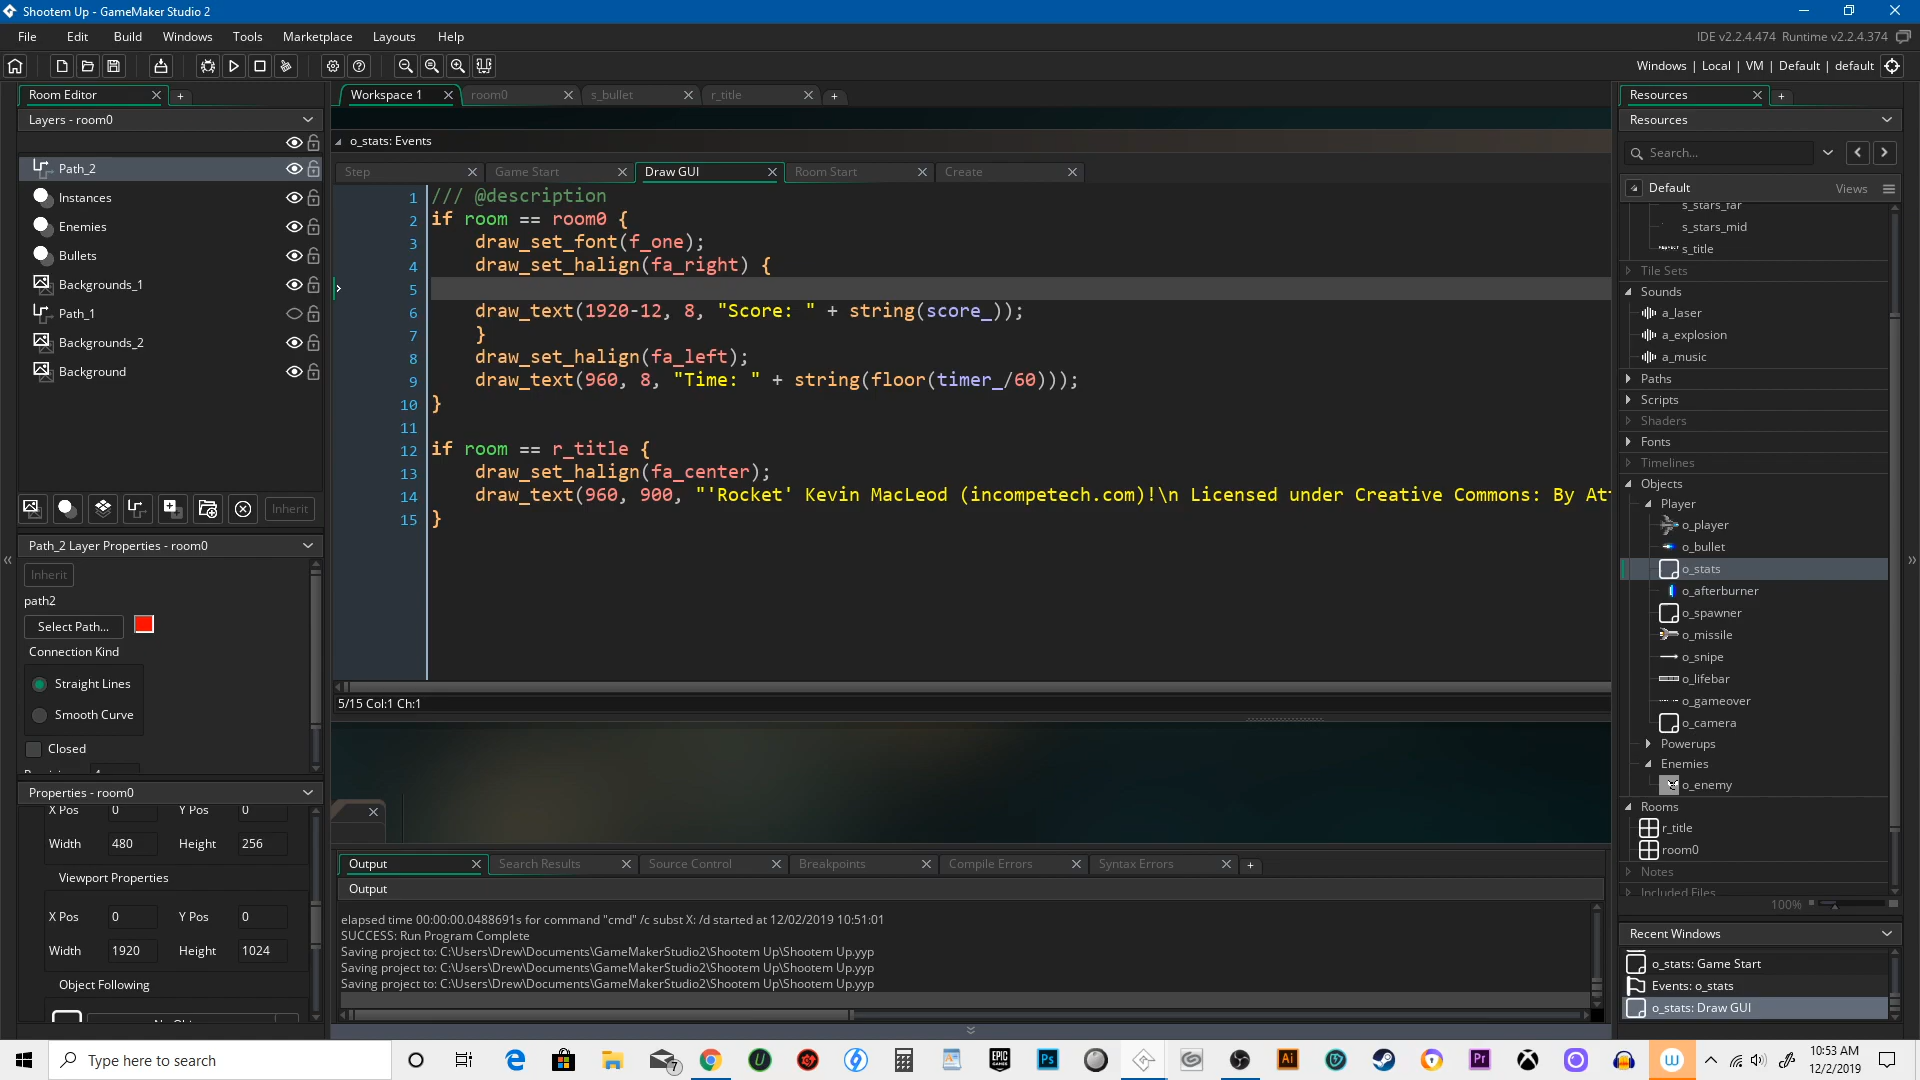 Shootem Up - GameMaker Studio 2
File Edit Build Windows Tools Marketplace Layouts Help
IDE v2.2.4.474 Runtime v2.2.4.374
Windows | Local | VM | Default | default
Room Editor
Layers - room0
Path_2
Instances
Enemies
Bullets
Backgrounds_1
Path_1
Backgrounds_2
Background
Inherit
Path_2 Layer Properties - room0
Inherit
path2
Select Path...
Connection Kind
Straight Lines
Smooth Curve
Closed
Properties - room0
X Pos 0 Y Pos 0
Width 480 Height 256
Viewport Properties
X Pos 0 Y Pos 0
Width 1920 Height 1024
Object Following
Workspace 1 room0 s_bullet r_title
o_stats: Events
Step Game Start Draw GUI Room Start Create
1 /// @description
2 if room == room0 {
3 draw_set_font(f_one);
4 draw_set_halign(fa_right) {
5
6 draw_text(1920-12, 8, "Score: " + string(score_));
7 }
8 draw_set_halign(fa_left);
9 draw_text(960, 8, "Time: " + string(floor(timer_/60)));
10 }
11
12 if room == r_title {
13 draw_set_halign(fa_center);
14 draw_text(960, 900, "'Rocket' Kevin MacLeod (incompetech.com)!\n Licensed under Creative Commons: By At
15 }
5/15 Col:1 Ch:1
Output Search Results Source Control Breakpoints Compile Errors Syntax Errors
Output
elapsed time 00:00:00.0488691s for command "cmd" /c subst X: /d started at 12/02/2019 10:51:01
SUCCESS: Run Program Complete
Saving project to: C:\Users\Drew\Documents\GameMakerStudio2\Shootem Up\Shootem Up.yyp
Saving project to: C:\Users\Drew\Documents\GameMakerStudio2\Shootem Up\Shootem Up.yyp
Saving project to: C:\Users\Drew\Documents\GameMakerStudio2\Shootem Up\Shootem Up.yyp
Resources
Resources
Search...
Default Views
s_stars_far
s_stars_mid
s_title
Tile Sets
Sounds
a_laser
a_explosion
a_music
Paths
Scripts
Shaders
Fonts
Timelines
Objects
Player
o_player
o_bullet
o_stats
o_afterburner
o_spawner
o_missile
o_snipe
o_lifebar
o_gameover
o_camera
Powerups
Enemies
o_enemy
Rooms
r_title
room0
Notes
Included Files
100%
Recent Windows
o_stats: Game Start
Events: o_stats
o_stats: Draw GUI
Type here to search
7
EPIC GAMES
Ps
Ai
Pr
10:53 AM
12/2/2019